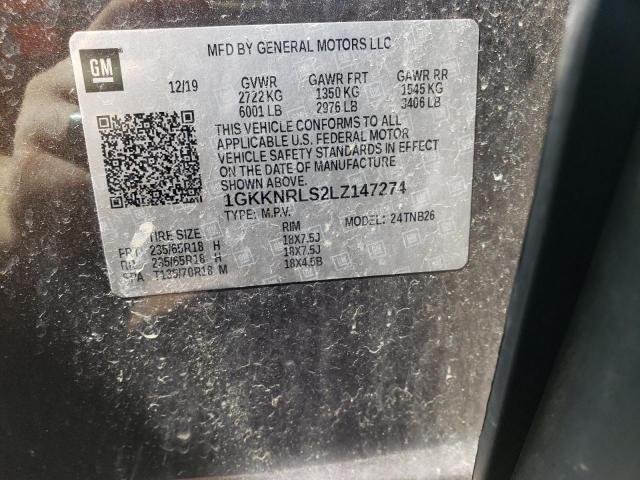 MFD BY GENERAL MOTORS LLC
GM
12/19 GVWR GAWR FRT GAWR RR
2722 KG 1350 KG 1545 KG
6001 LB 2976 LB 3406 LB
THIS VEHICLE CONFORMS TO ALL
APPLICABLE U.S. FEDERAL MOTOR
VEHICLE SAFETY STANDARDS IN EFFECT
ON THE DATE OF MANUFACTURE
SHOWN ABOVE.
1GKKNRLS2LZ147274
TYPE: M.P.V. MODEL: 24TNB26
TIRE SIZE RIM
FRT 235/65R18 H 18X7.5J
RR 235/65R18 H 18X7.5J
SPA T135/70R18 M 18X4.5B